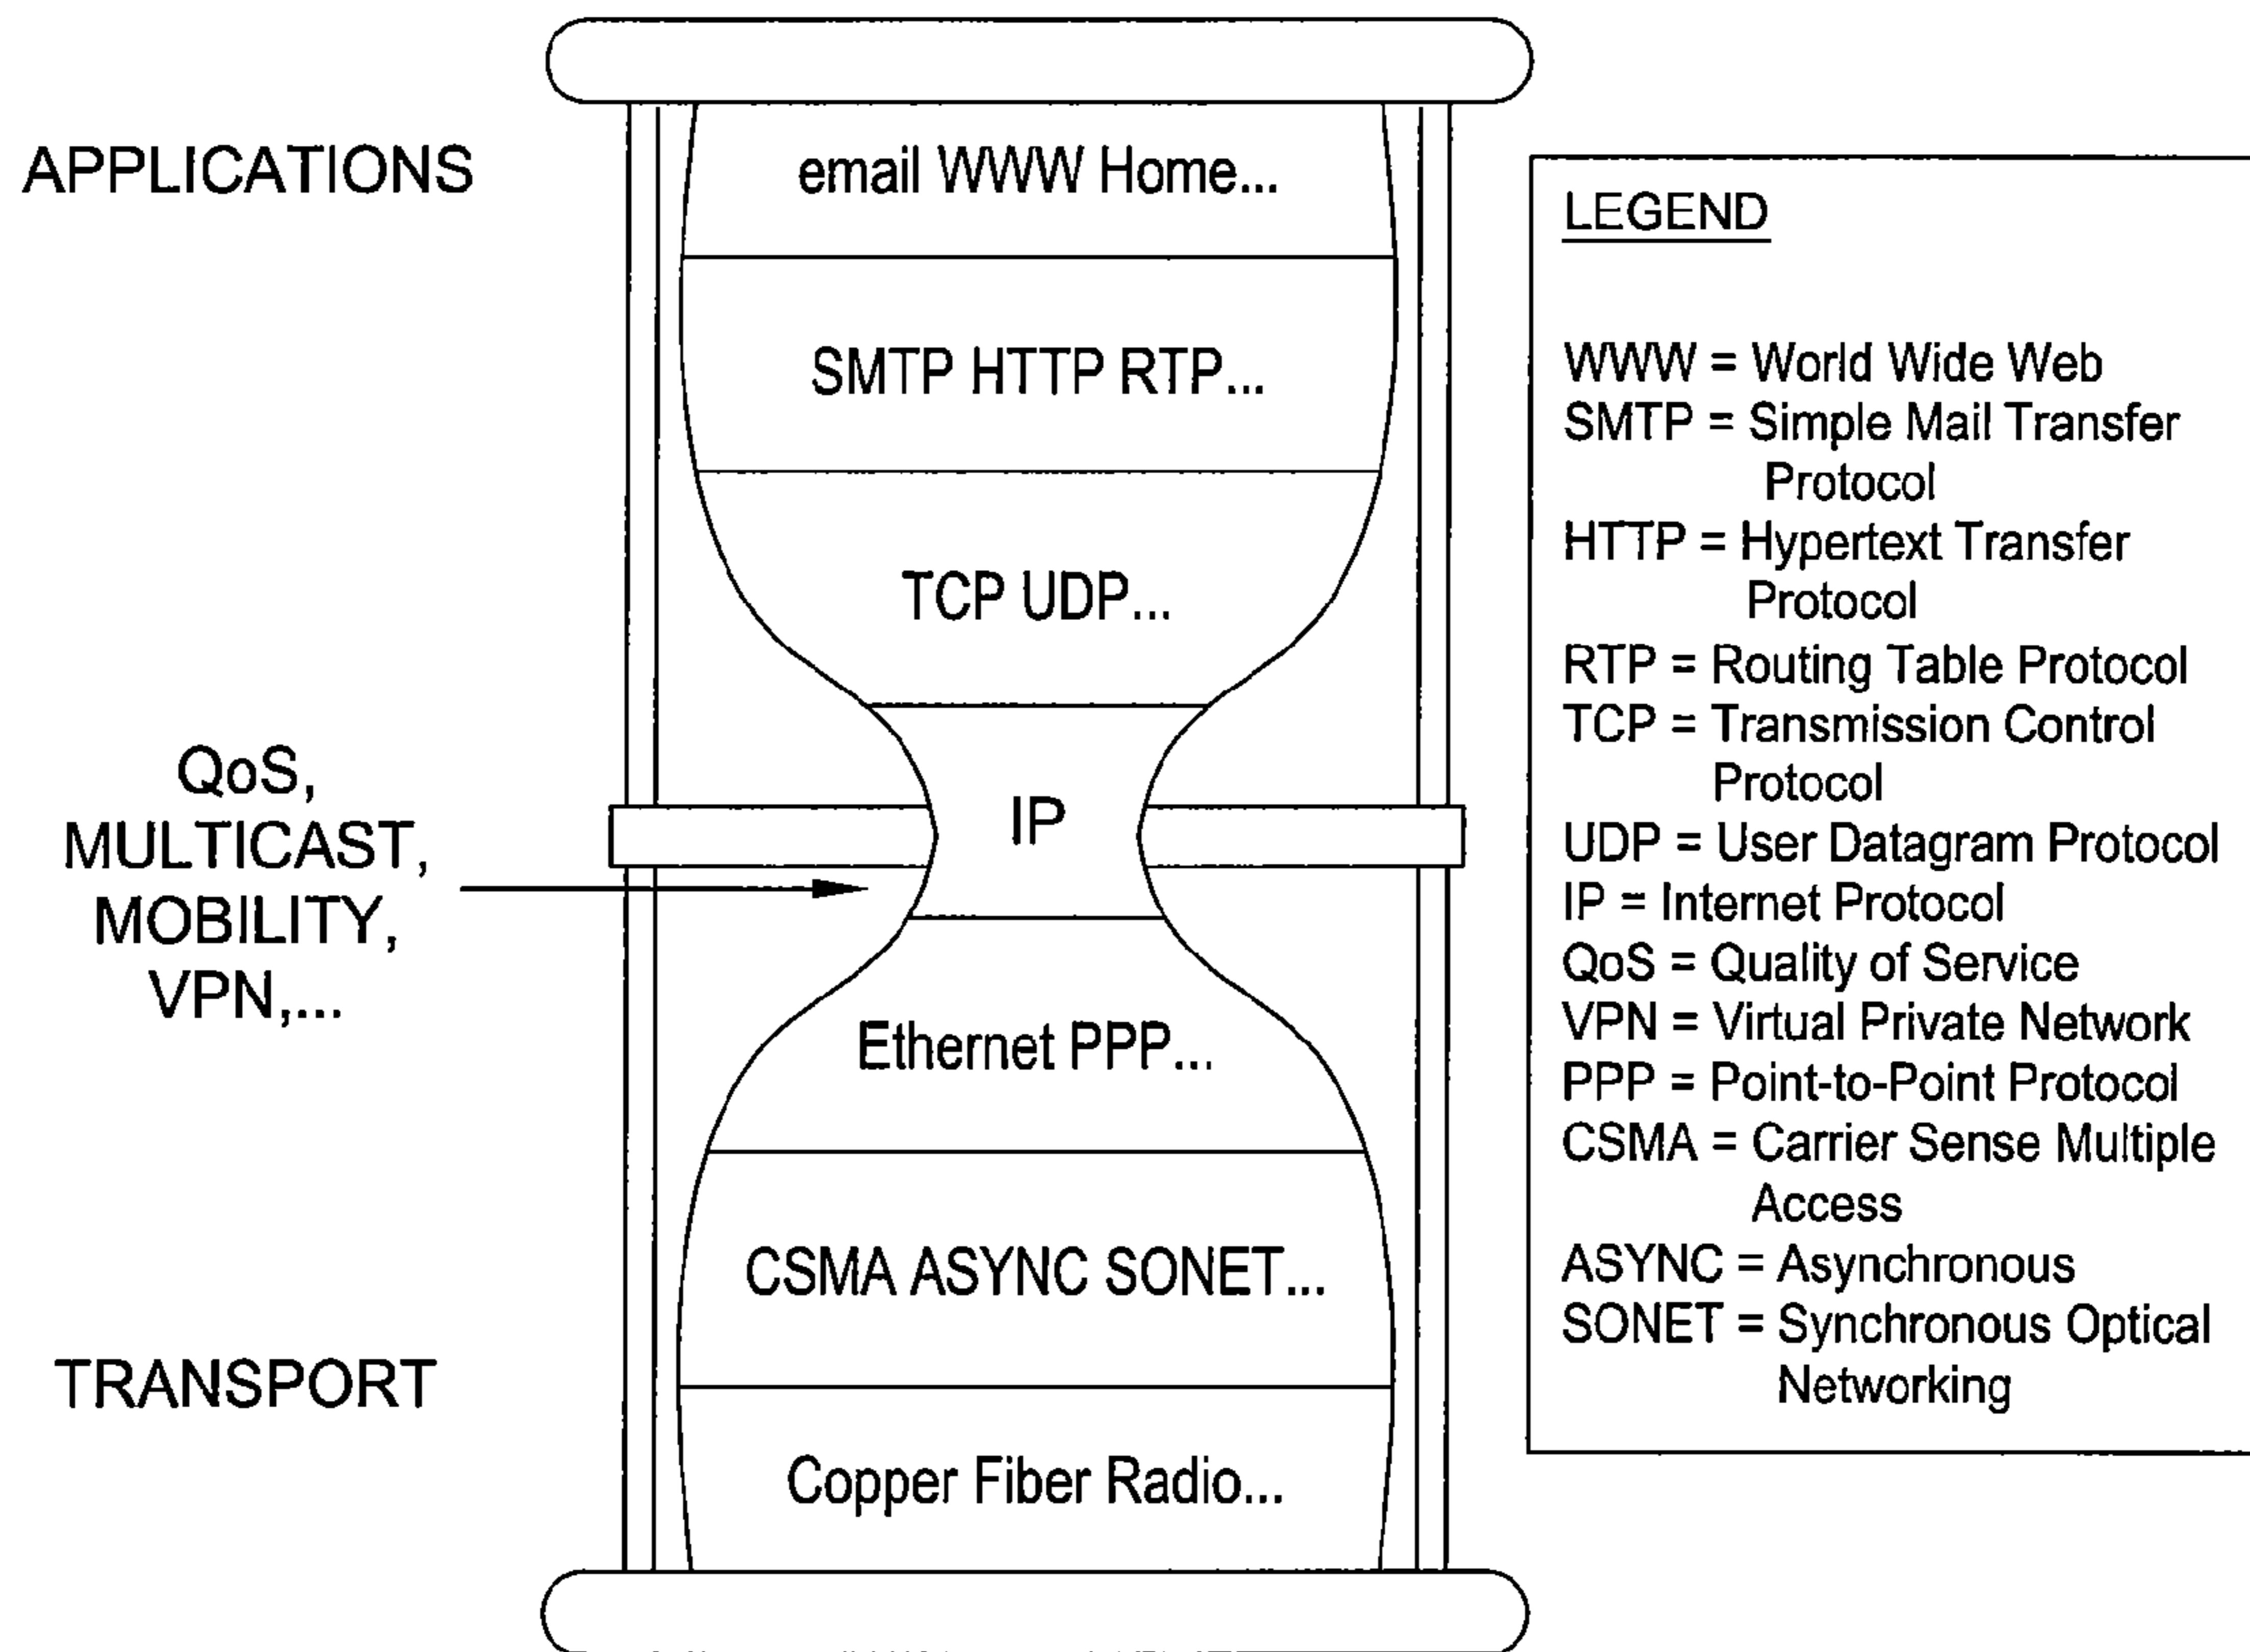 APPLICATIONS
email WWW Home...
SMTP HTTP RTP...
TCP UDP...
QoS,
MULTICAST,
MOBILITY,
VPN,...
IP
Ethernet PPP...
CSMA ASYNC SONET...
TRANSPORT
Copper Fiber Radio...
LEGEND
WWW = World Wide Web
SMTP = Simple Mail Transfer
Protocol
HTTP = Hypertext Transfer
Protocol
RTP = Routing Table Protocol
TCP = Transmission Control
Protocol
UDP = User Datagram Protocol
IP = Internet Protocol
QoS = Quality of Service
VPN = Virtual Private Network
PPP = Point-to-Point Protocol
CSMA = Carrier Sense Multiple
Access
ASYNC = Asynchronous
SONET = Synchronous Optical
Networking